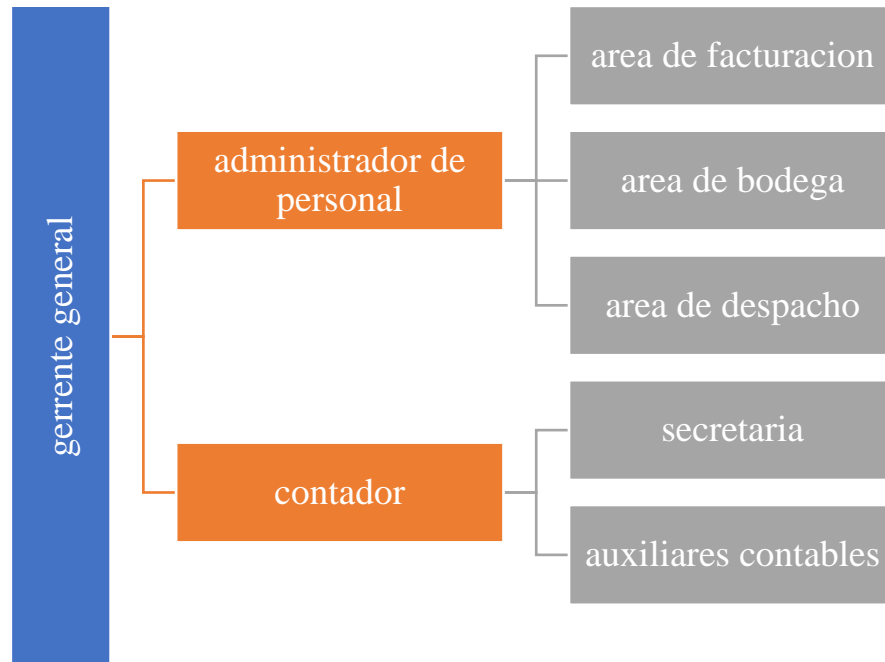 gerrente general
administrador de
personal
area de facturacion
area de bodega
area de despacho
contador
secretaria
auxiliares contables